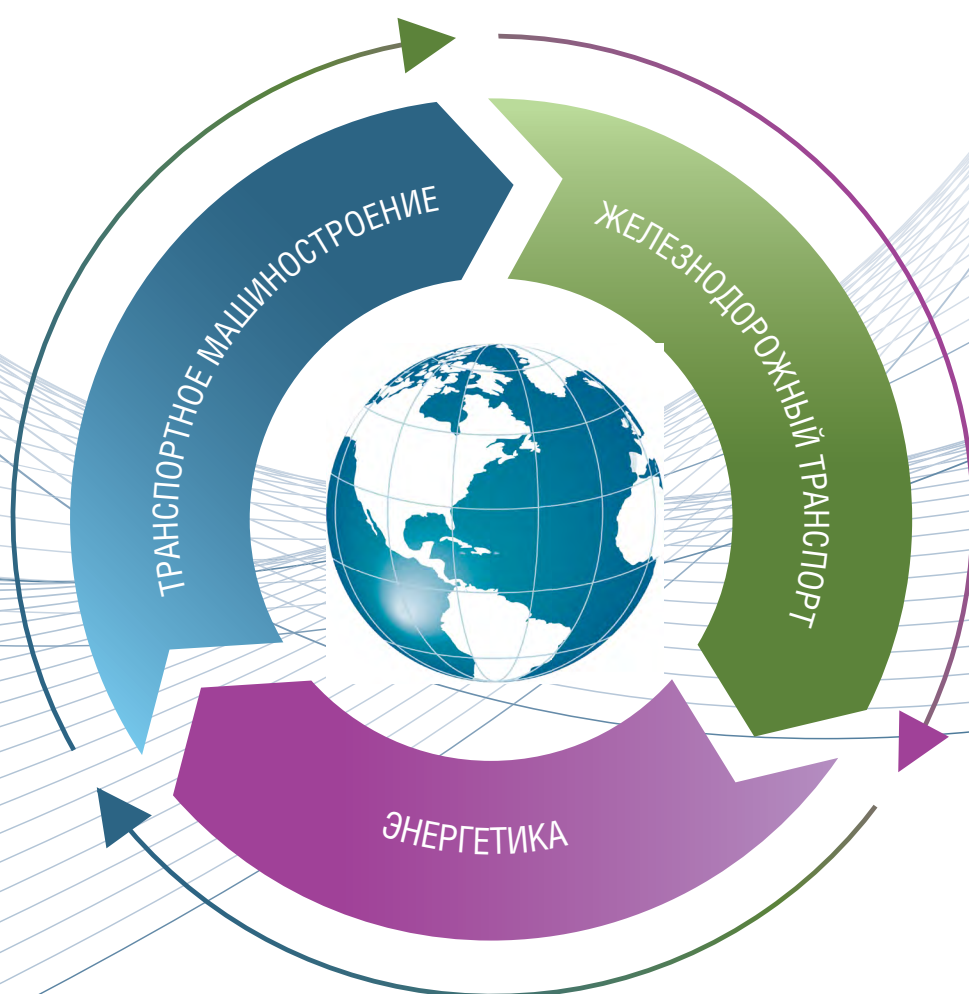 ТРАНСПОРТНОЕ МАШИНОСТРОЕНИЕ
ЖЕЛЕЗНОДОРОЖНЫЙ ТРАНСПОРТ
ЭНЕРГЕТИКА